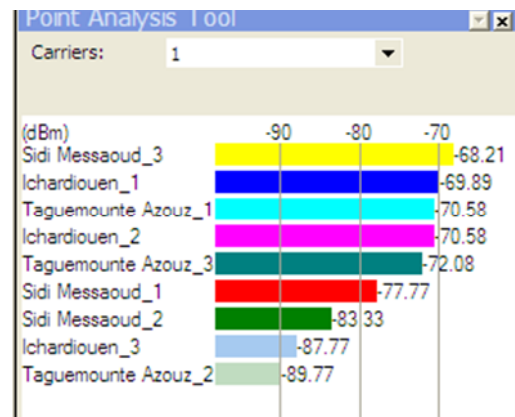 Point Analysis Tool
Carriers: 1
(dBm) -90 -80 -70
Sidi Messaoud_3 -68.21
Ichardiouen_1 -69.89
Taguemounte Azouz_1 -70.58
Ichardiouen_2 -70.58
Taguemounte Azouz_3 -72.08
Sidi Messaoud_1 -77.77
Sidi Messaoud_2 -83.33
Ichardiouen_3 -87.77
Taguemounte Azouz_2 -89.77